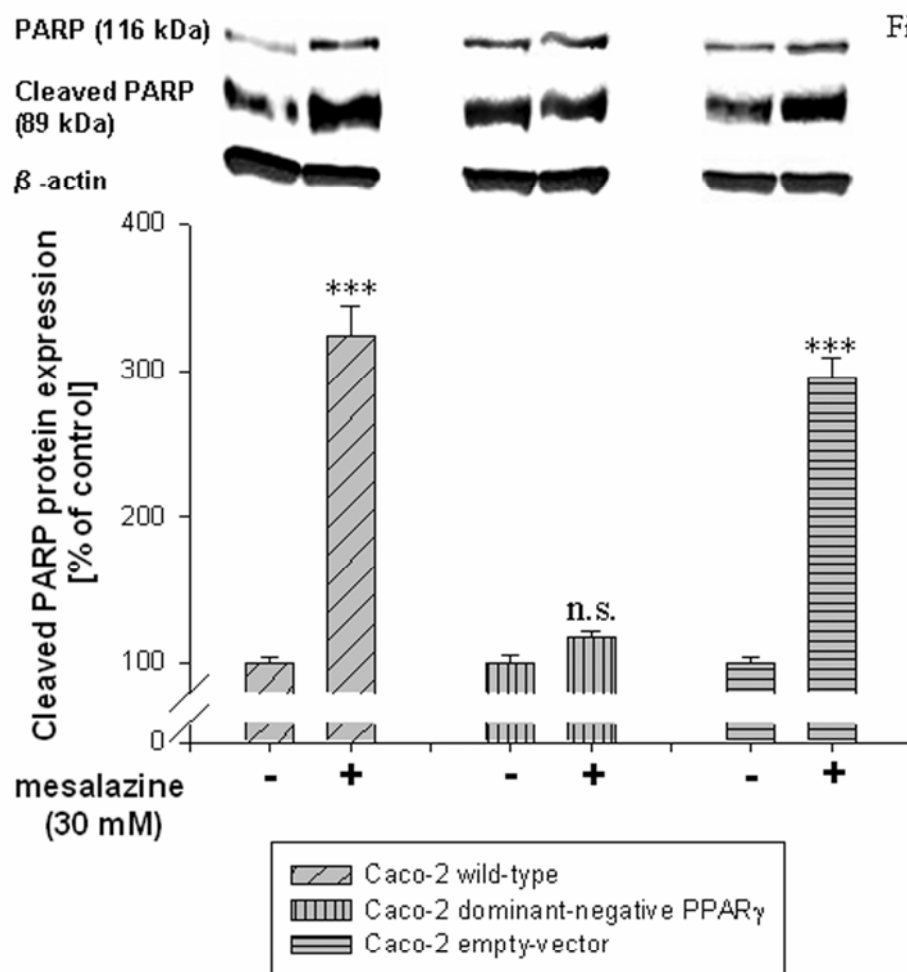 PARP (116 kDa)
Fi
Cleaved PARP
(89 kDa)
β -actin
Cleaved PARP protein expression
[% of control]
400
300
200
100
0
***
n.s.
***
- + - + - +
mesalazine
(30 mM)
Caco-2 wild-type
Caco-2 dominant-negative PPARγ
Caco-2 empty-vector